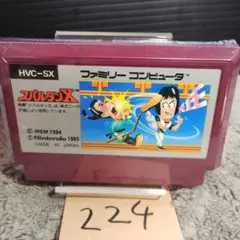 HVC-SX
ファミリー コンピュータ
スパルタンX
© PHEM 1984
© Nintendo 1985
MADE IN JAPAN
224